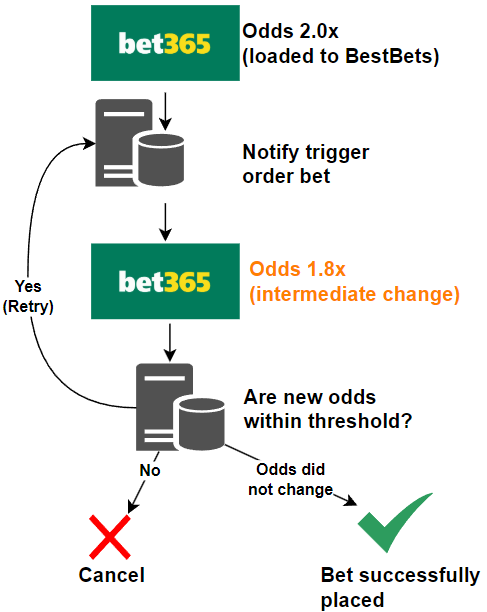 bet365
Odds 2.0x
(loaded to BestBets)
Notify trigger
order bet
bet365
Odds 1.8x
(intermediate change)
Yes
(Retry)
Are new odds
within threshold?
No
Odds did
not change
Cancel
Bet successfully
placed